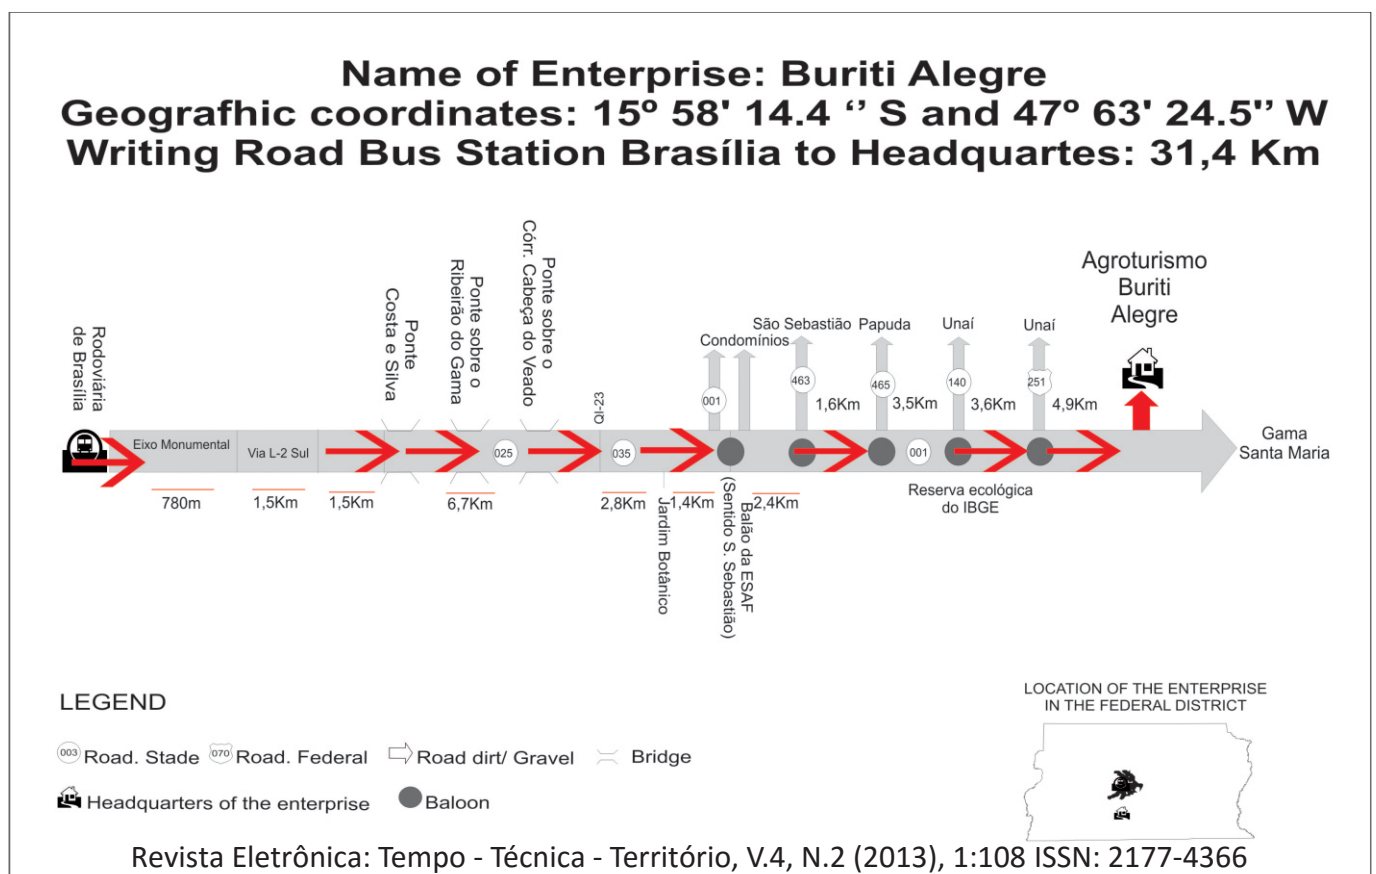 Name of Enterprise: Buriti Alegre
Geografhic coordinates: 15º 58' 14.4 ‘’ S and 47º 63' 24.5'' W
Writing Road Bus Station Brasília to Headquartes: 31,4 Km
Rodoviária
de Brasília
Ponte
Costa e Silva
Ponte sobre o
Ribeirão do Gama
Ponte sobre o
Córr. Cabeça do Veado
QI-23
Condomínios
São Sebastião
Papuda
Unaí
Unaí
Agroturismo
Buriti
Alegre
001
463
465
140
251
1,6Km
3,5Km
3,6Km
4,9Km
Eixo Monumental
Via L-2 Sul
025
035
001
Gama
Santa Maria
780m
1,5Km
1,5Km
6,7Km
2,8Km
1,4Km
2,4Km
Jardim Botânico
Balão da ESAF
(Sentido S. Sebastião)
Reserva ecológica
do IBGE
LEGEND
003 Road. Stade
070 Road. Federal
Road dirt/ Gravel
Bridge
Headquarters of the enterprise
Baloon
LOCATION OF THE ENTERPRISE
IN THE FEDERAL DISTRICT
Revista Eletrônica: Tempo - Técnica - Território, V.4, N.2 (2013), 1:108 ISSN: 2177-4366